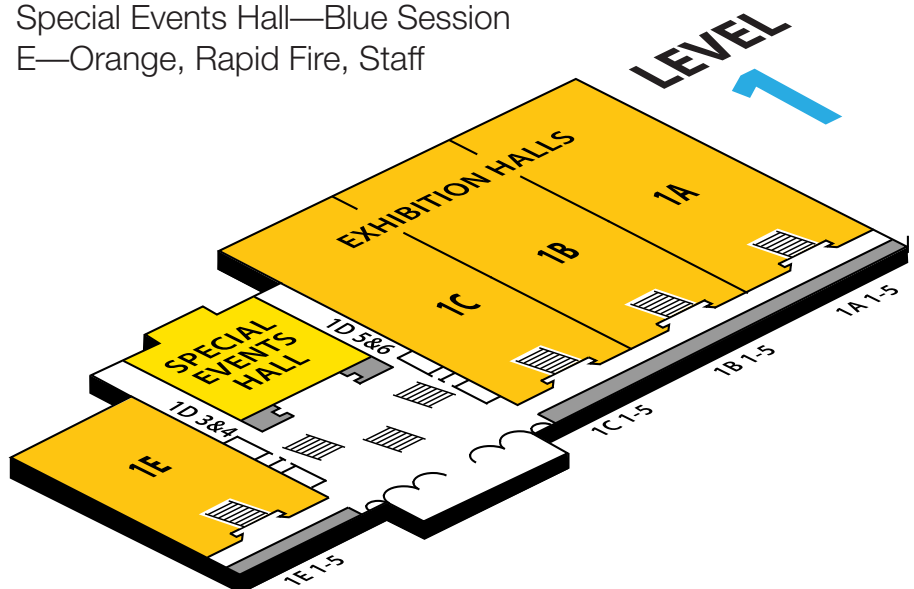 Special Events Hall—Blue Session
E—Orange, Rapid Fire, Staff
LEVEL
1
EXHIBITION HALLS
1A
1B
1C
1A 1-5
1B 1-5
1C 1-5
1D 5&6
SPECIAL
EVENTS
HALL
1D 3&4
1E
1E 1-5